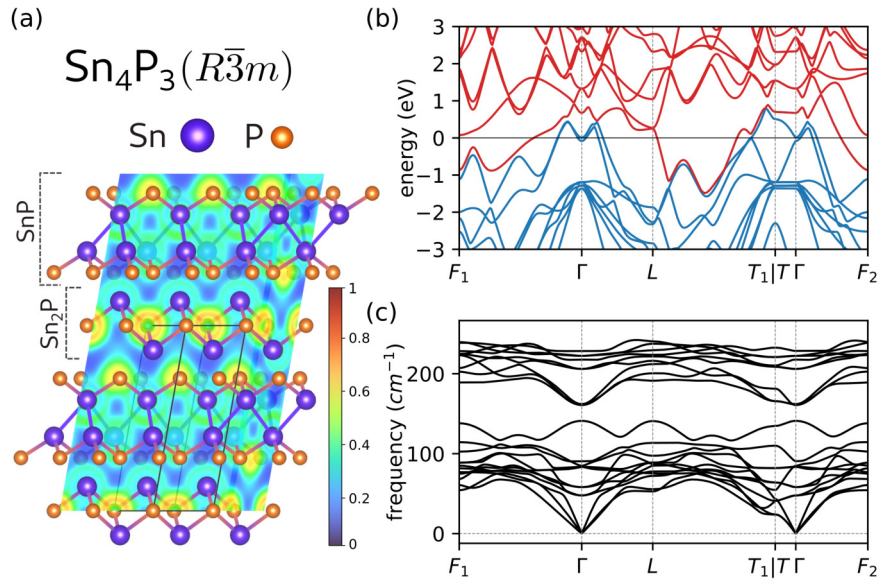 (a)
Sn₄P₃(R3̅m)
Sn P
SnP
Sn₂P
1
0.8
0.6
0.4
0.2
0
(b)
energy (eV)
3
2
1
0
−1
−2
−3
F₁ Γ L T₁|T Γ F₂
(c)
frequency (cm⁻¹)
200
100
0
F₁ Γ L T₁|T Γ F₂